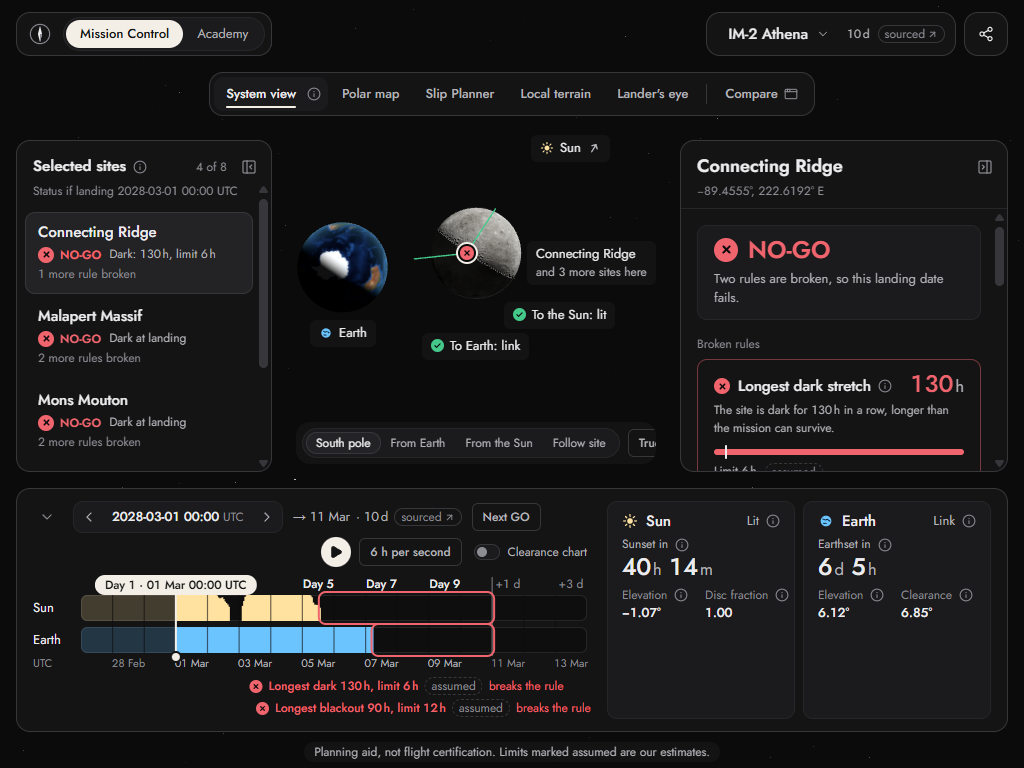 Mission Control
Academy
IM-2 Athena
10 d
sourced ↗
System view
Polar map
Slip Planner
Local terrain
Lander's eye
Compare
Selected sites
4 of 8
Status if landing 2028-03-01 00:00 UTC
Connecting Ridge
NO-GO Dark: 130 h, limit 6 h
1 more rule broken
Malapert Massif
NO-GO Dark at landing
2 more rules broken
Mons Mouton
NO-GO Dark at landing
2 more rules broken
Sun ↗
Connecting Ridge
and 3 more sites here
To the Sun: lit
Earth
To Earth: link
South pole
From Earth
From the Sun
Follow site
Connecting Ridge
−89.4555°, 222.6192° E
NO-GO
Two rules are broken, so this landing date
fails.
Broken rules
Longest dark stretch
130 h
The site is dark for 130 h in a row, longer than
the mission can survive.
Limit 6 h assumed
2028-03-01 00:00 UTC
→ 11 Mar · 10 d
sourced ↗
Next GO
6 h per second
Clearance chart
Day 1 · 01 Mar 00:00 UTC
Day 5
Day 7
Day 9
+1 d
+3 d
Sun
Earth
UTC
28 Feb
01 Mar
03 Mar
05 Mar
07 Mar
09 Mar
11 Mar
13 Mar
Longest dark 130 h, limit 6 h assumed breaks the rule
Longest blackout 90 h, limit 12 h assumed breaks the rule
Sun
Lit
Sunset in
40 h 14 m
Elevation
Disc fraction
−1.07°
1.00
Earth
Link
Earthset in
6 d 5 h
Elevation
Clearance
6.12°
6.85°
Planning aid, not flight certification. Limits marked assumed are our estimates.